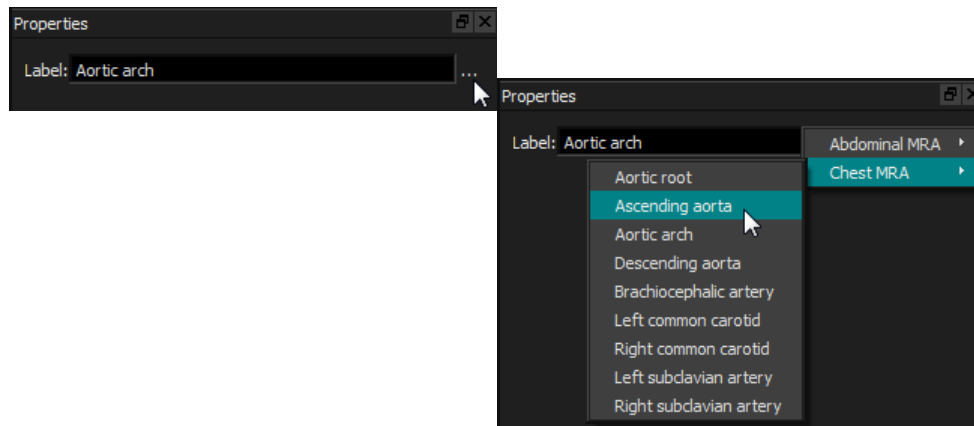 Properties
Label: Aortic arch ...
Properties
Label: Aortic arch
Abdominal MRA
Chest MRA
Aortic root
Ascending aorta
Aortic arch
Descending aorta
Brachiocephalic artery
Left common carotid
Right common carotid
Left subclavian artery
Right subclavian artery